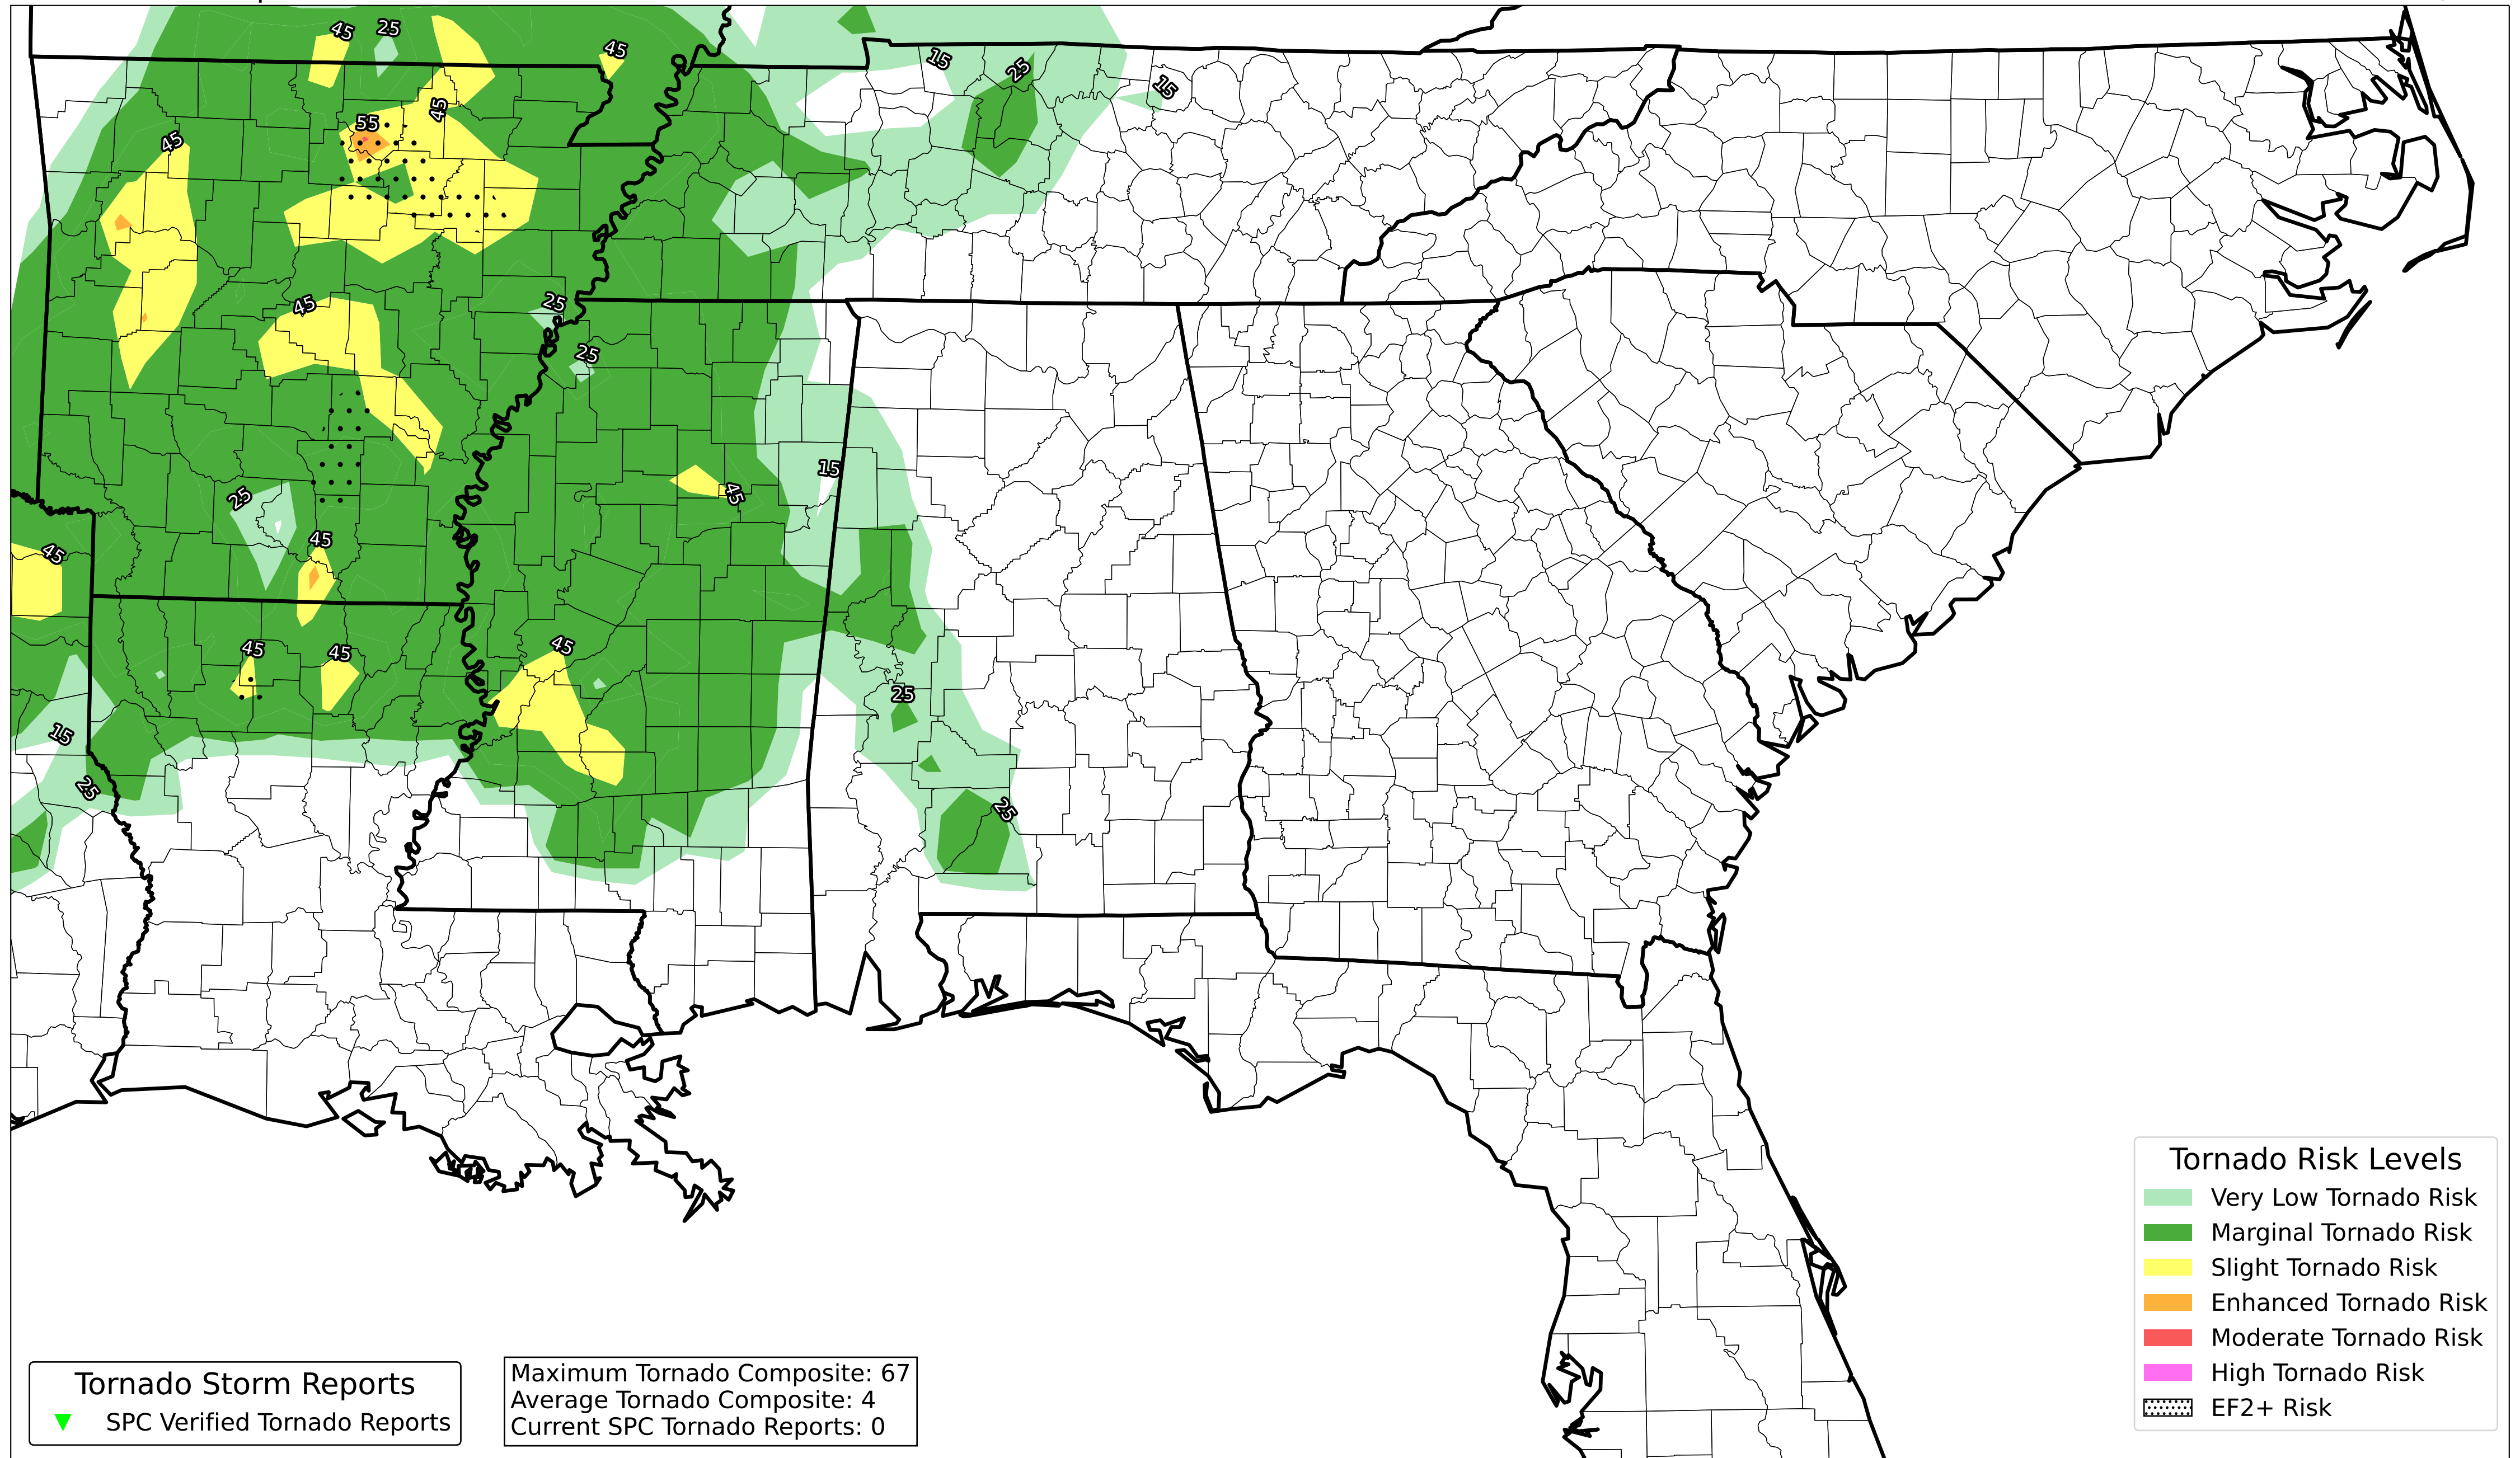 45
25
45
15
25
15
45
55
45
45
25
25
15
45
25
45
45
45
45
45
25
15
25
25
Tornado Risk Levels
Very Low Tornado Risk
Marginal Tornado Risk
Slight Tornado Risk
Enhanced Tornado Risk
Moderate Tornado Risk
High Tornado Risk
EF2+ Risk
Tornado Storm Reports
SPC Verified Tornado Reports
Maximum Tornado Composite: 67
Average Tornado Composite: 4
Current SPC Tornado Reports: 0